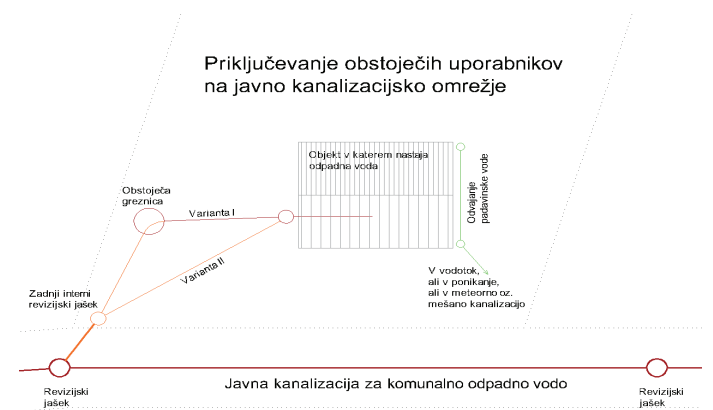 Priključevanje obstoječih uporabnikov
na javno kanalizacijsko omrežje
Objekt v katerem nastaja
odpadna voda
Odvajanje
padavinske vode
Obstoječa
greznica
Varianta I
Varianta II
V vodotok,
ali v ponikanje,
ali v meteorno oz.
mešano kanalizacijo
Zadnji interni
revizijski jašek
Javna kanalizacija za komunalno odpadno vodo
Revizijski
jašek
Revizijski
jašek